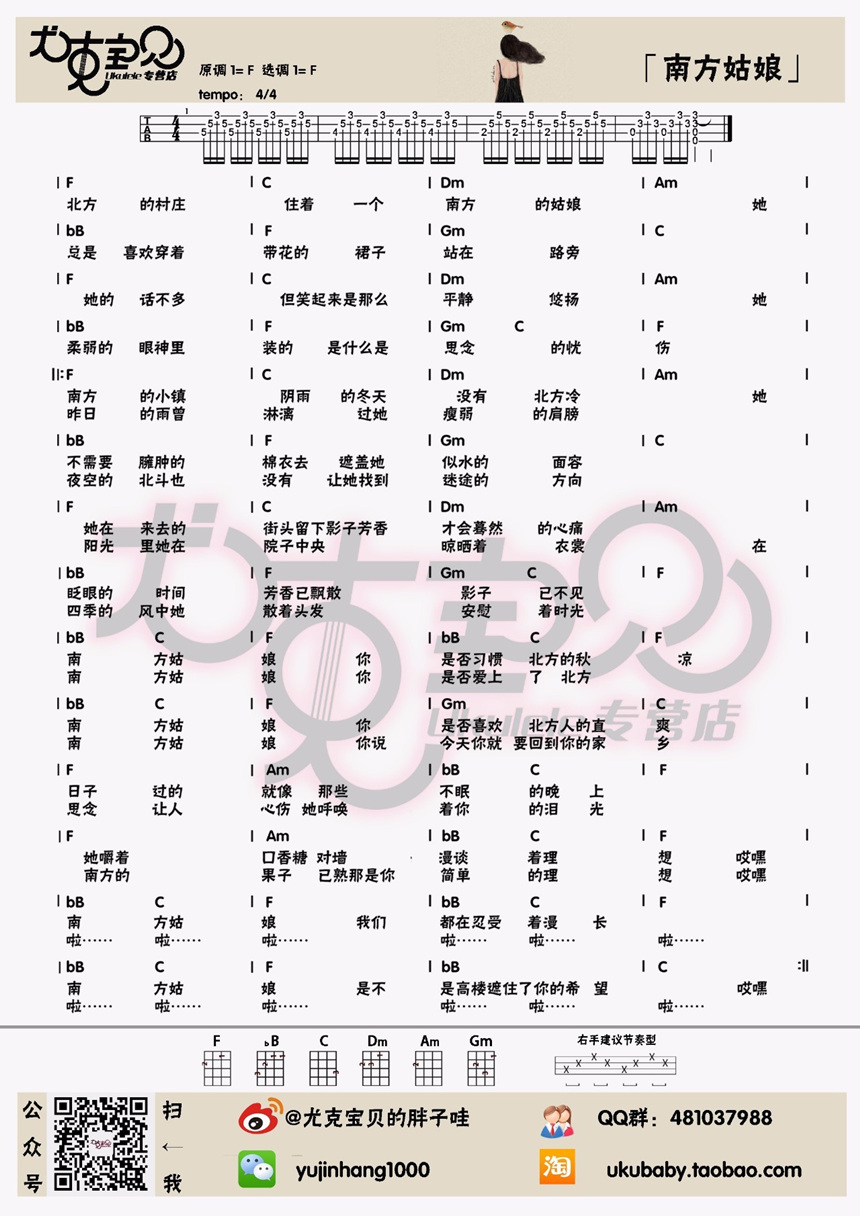 尤克宝贝
Ukulele 专营店
原调 1= F 选调 1= F
tempo： 4/4
「南方姑娘」
F C Dm Am
北方 的村庄 住着 一个 南方 的姑娘 她
bB F Gm C
总是 喜欢穿着 带花的 裙子 站在 路旁
F C Dm Am
她的 话不多 但笑起来是那么 平静 悠扬 她
bB F Gm C F
柔弱的 眼神里 装的 是什么是 思念 的忧 伤
F C Dm Am
南方 的小镇 阴雨 的冬天 没有 北方冷 她
昨日 的雨曾 淋漓 过她 瘦弱 的肩膀
bB F Gm C
不需要 臃肿的 棉衣去 遮盖她 似水的 面容
夜空的 北斗也 没有 让她找到 迷途的 方向
F C Dm Am
她在 来去的 街头留下影子芳香 才会蓦然 的心痛
阳光 里她在 院子中央 晾晒着 衣裳 在
bB F Gm C F
眨眼的 时间 芳香已飘散 影子 已不见
四季的 风中她 散着头发 安慰 着时光
bB C F bB C F
南 方姑 娘 你 是否习惯 北方的秋 凉
南 方姑 娘 你 是否爱上 了 北方
bB C F Gm C
南 方姑 娘 你 是否喜欢 北方人的直 爽
南 方姑 娘 你说 今天你就 要回到你的家 乡
F Am bB C F
日子 过的 就像 那些 不眠 的晚 上
思念 让人 心伤 她呼唤 着你 的泪 光
F Am bB C F
她嚼着 口香糖 对墙 漫谈 着理 想 哎嘿
南方的 果子 已熟那是你 简单 的理 想 哎嘿
bB C F bB C F
南 方姑 娘 我们 都在忍受 着漫 长
啦…… 啦…… 啦…… 啦…… 啦…… 啦……
bB C F bB C
南 方姑 娘 是不 是高楼遮住了你的希 望 哎嘿
啦…… 啦…… 啦…… 啦…… 啦…… 啦……
F bB C Dm Am Gm
右手建议节奏型
公众号
扫←我
@尤克宝贝的胖子哇
QQ群：481037988
yujinhang1000
淘
ukubaby.taobao.com